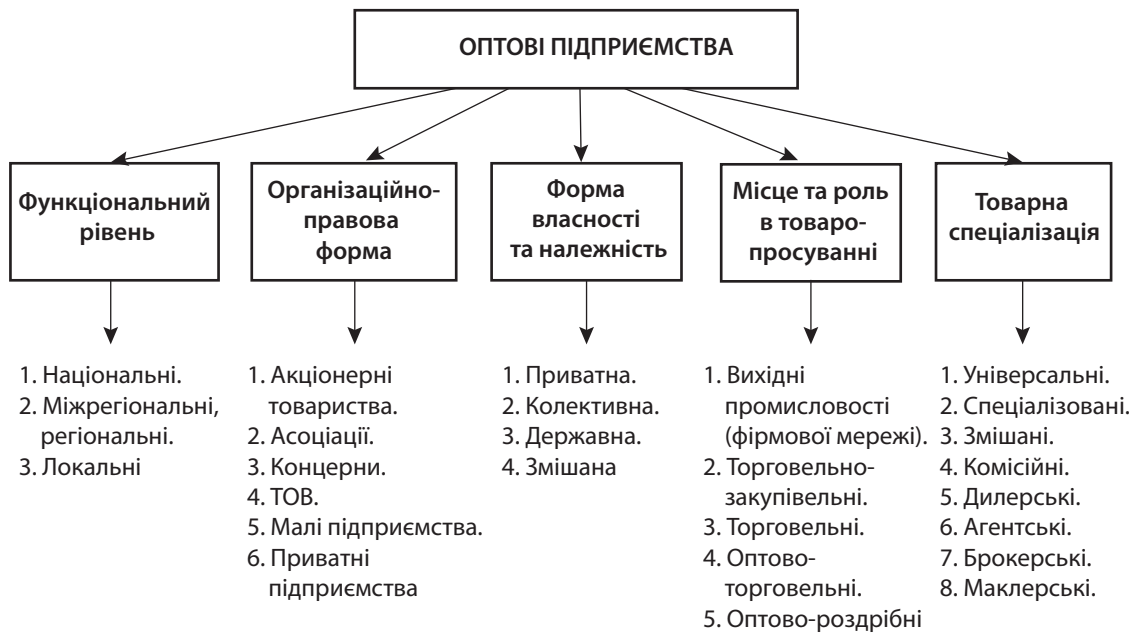 ОПТОВІ ПІДПРИЄМСТВА
Функціональний
рівень
Організаційно-
правова
форма
Форма
власності
та належність
Місце та роль
в товаро-
просуванні
Товарна
спеціалізація
1. Національні.
2. Міжрегіональні,
регіональні.
3. Локальні
1. Акціонерні
товариства.
2. Асоціації.
3. Концерни.
4. ТОВ.
5. Малі підприємства.
6. Приватні
підприємства
1. Приватна.
2. Колективна.
3. Державна.
4. Змішана
1. Вихідні
промисловості
(фірмової мережі).
2. Торговельно-
закупівельні.
3. Торговельні.
4. Оптово-
торговельні.
5. Оптово-роздрібні
1. Універсальні.
2. Спеціалізовані.
3. Змішані.
4. Комісійні.
5. Дилерські.
6. Агентські.
7. Брокерські.
8. Маклерські.